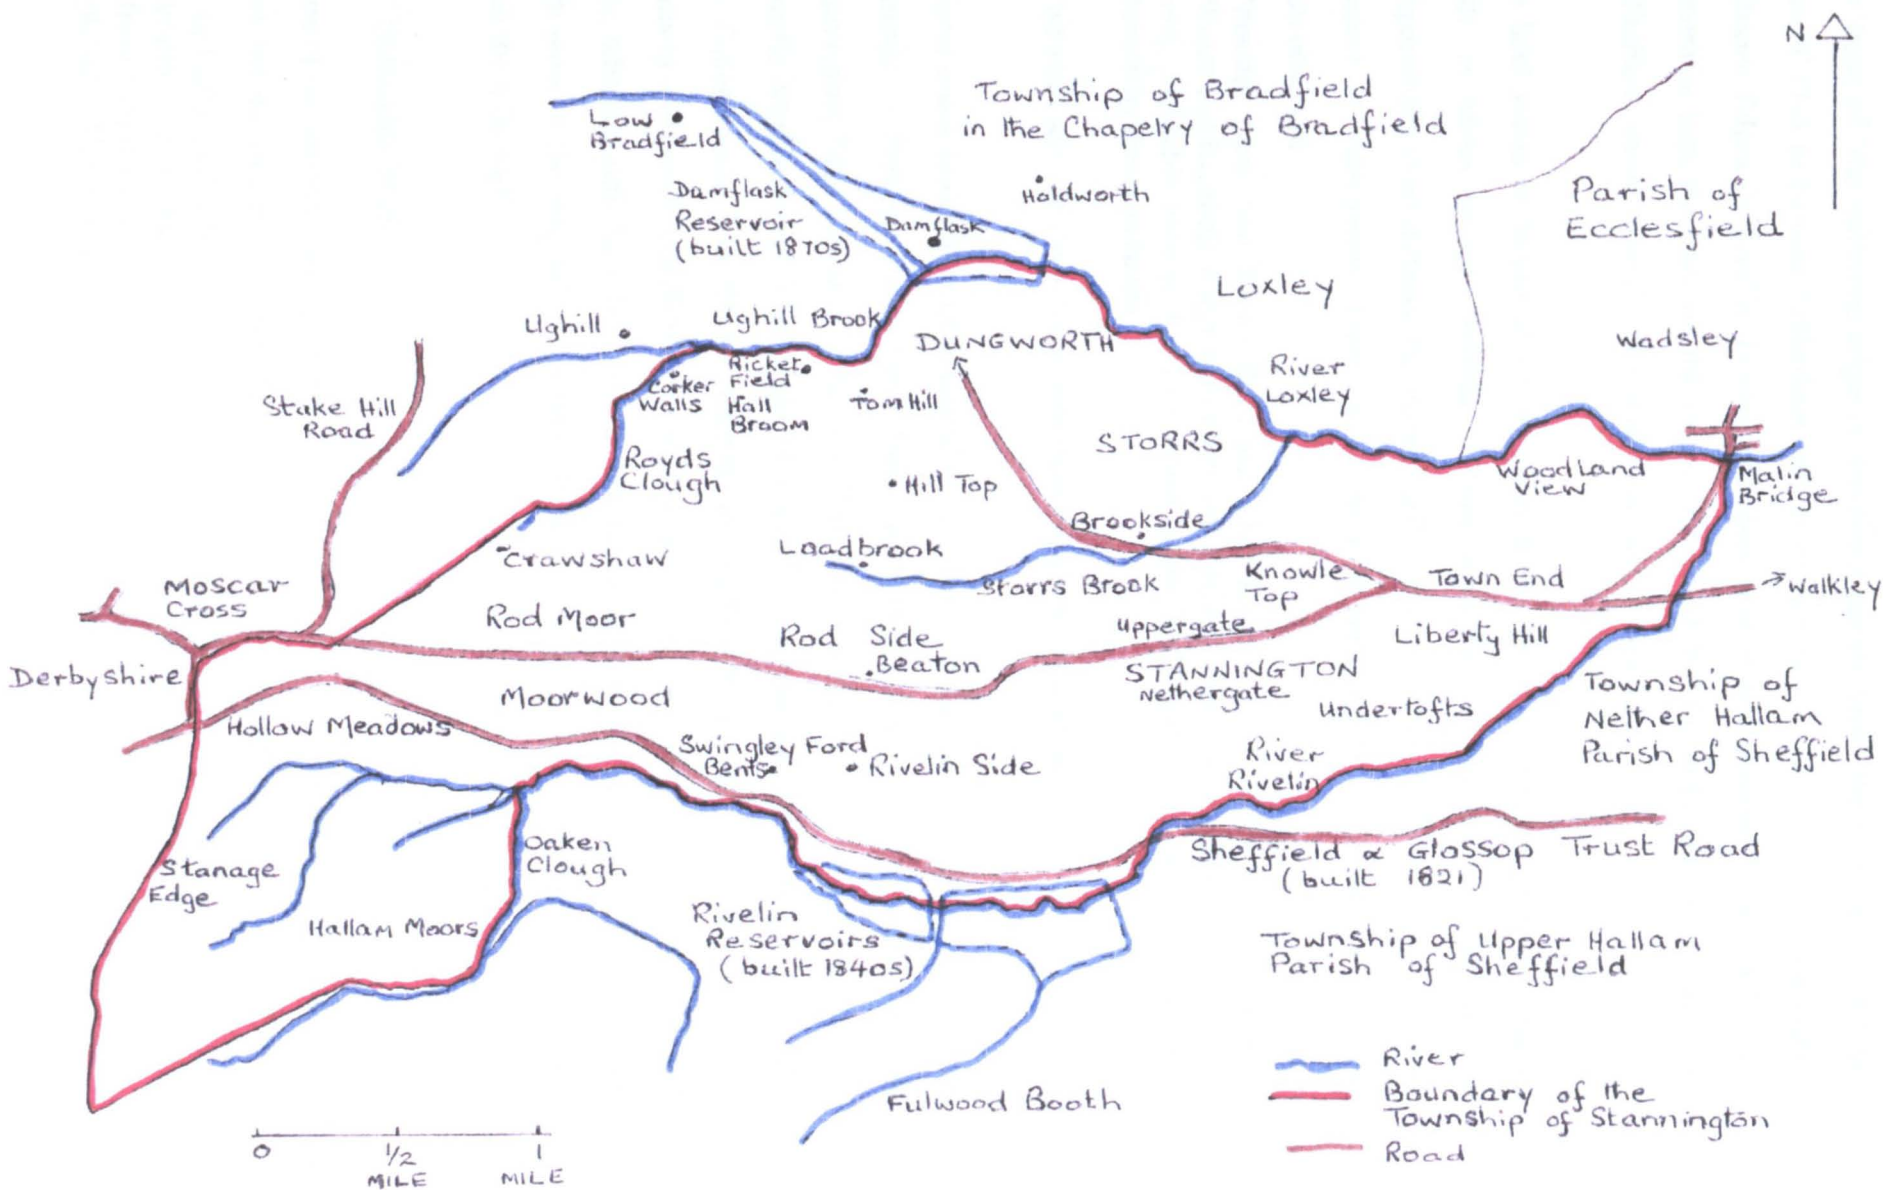 N
Township of Bradfield
in the Chapelry of Bradfield
Low
Bradfield
Damflask
Reservoir
(built 1870s)
Damflask
Holdworth
Parish of
Ecclesfield
Loxley
Wadsley
Ughill
Ughill Brook
DUNGWORTH
River
Loxley
Stake Hill
Road
Corker
Walls
Ricket
Field
Hall
Broom
Tom Hill
STORRS
Royds
Clough
Hill Top
Woodland
View
Malin
Bridge
Brookside
Crawshaw
Loadbrook
Storrs Brook
Knowle
Top
Town End
Walkley
Moscar
Cross
Rod Moor
Rod Side
Beaton
Uppergate
Liberty Hill
STANNINGTON
Nethergate
Derbyshire
Moorwood
Undertofts
Township of
Neither Hallam
Parish of Sheffield
Hollow Meadows
Swingley Ford
Bents
Rivelin Side
River
Rivelin
Stanage
Edge
Oaken
Clough
Sheffield & Glossop Trust Road
(built 1821)
Hallam Moors
Rivelin
Reservoirs
(built 1840s)
Township of Upper Hallam
Parish of Sheffield
Fulwood Booth
River
Boundary of the
Township of Stannington
Road
0 1/2 1
MILE MILE